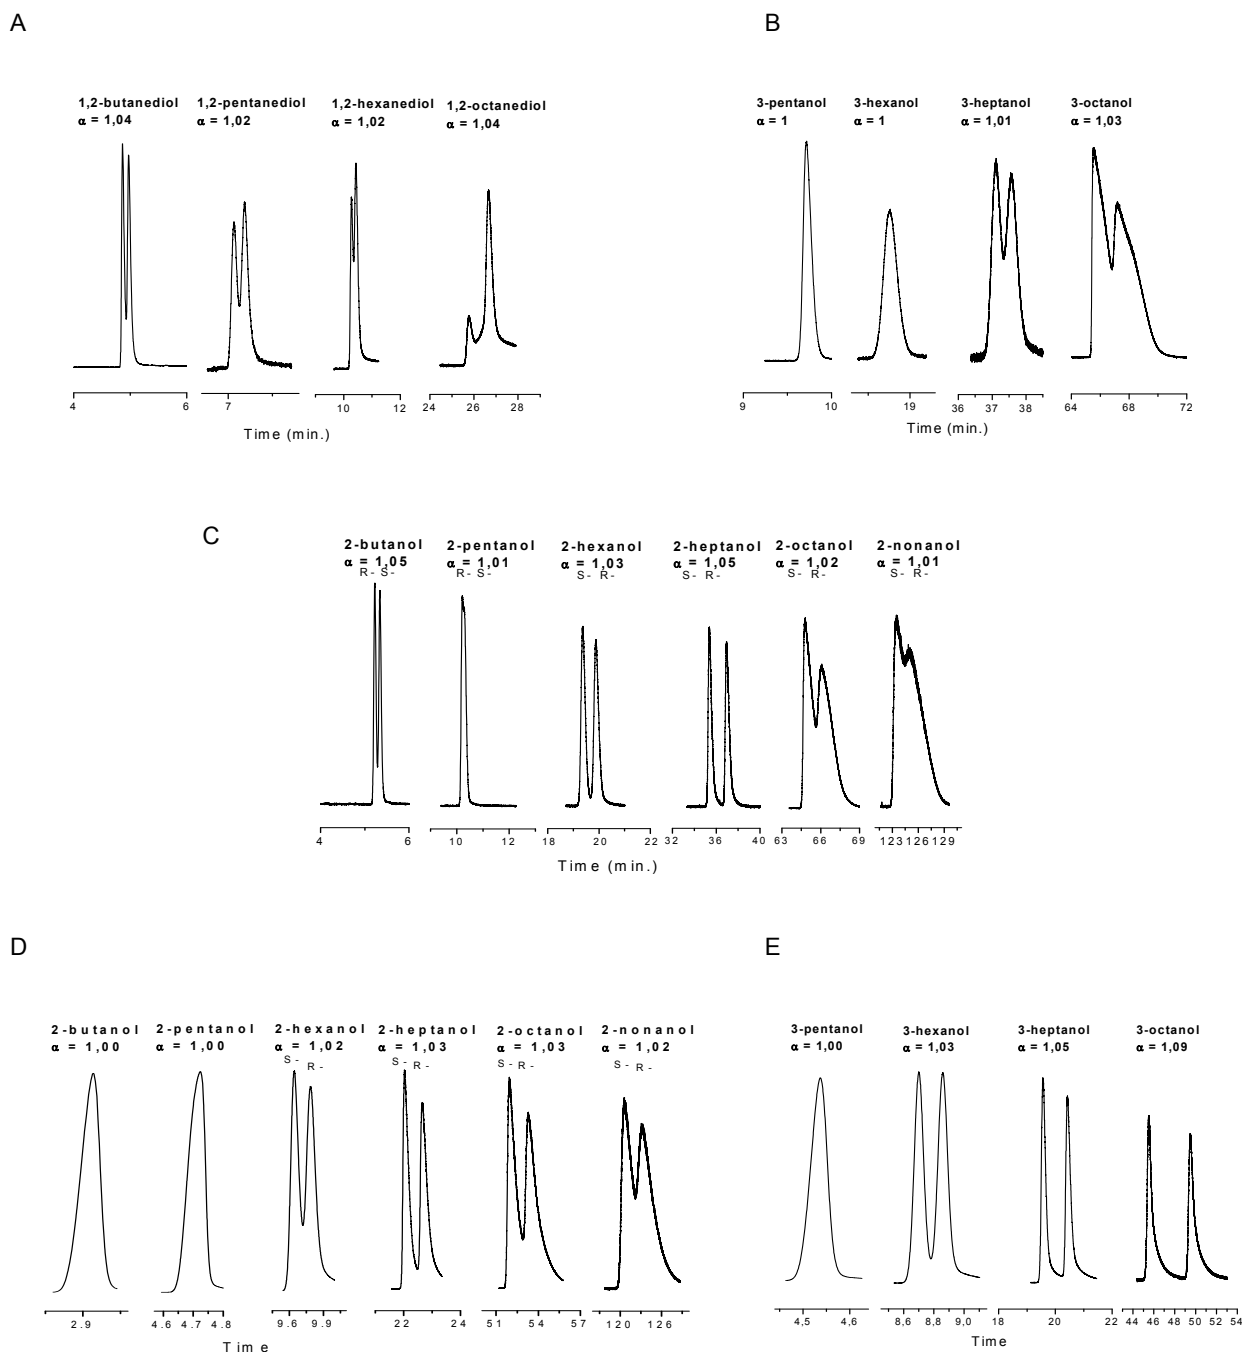 A
B
1,2-butanediol 1,2-pentanediol 1,2-hexanediol 1,2-octanediol
α = 1,04 α = 1,02 α = 1,02 α = 1,04
3-pentanol 3-hexanol 3-heptanol 3-octanol
α = 1 α = 1 α = 1,01 α = 1,03
4 6 7 10 12 24 26 28
Time (min.)
9 10 19 36 37 38 64 68 72
Time (min.)
C
2-butanol 2-pentanol 2-hexanol 2-heptanol 2-octanol 2-nonanol
α = 1,05 α = 1,01 α = 1,03 α = 1,05 α = 1,02 α = 1,01
R- S- R- S- S- R- S- R- S- R- S- R-
4 6 10 12 18 20 22 32 36 40 63 66 69 123 126 129
Time (min.)
D
E
2-butanol 2-pentanol 2-hexanol 2-heptanol 2-octanol 2-nonanol
α = 1,00 α = 1,00 α = 1,02 α = 1,03 α = 1,03 α = 1,02
S- R- S- R- S- R- S- R-
3-pentanol 3-hexanol 3-heptanol 3-octanol
α = 1,00 α = 1,03 α = 1,05 α = 1,09
2.9 4.6 4.7 4.8 9.6 9.9 22 24 51 54 57 120 126
Time
4,5 4,6 8,6 8,8 9,0 18 20 22 44 46 48 50 52 53 54
Time